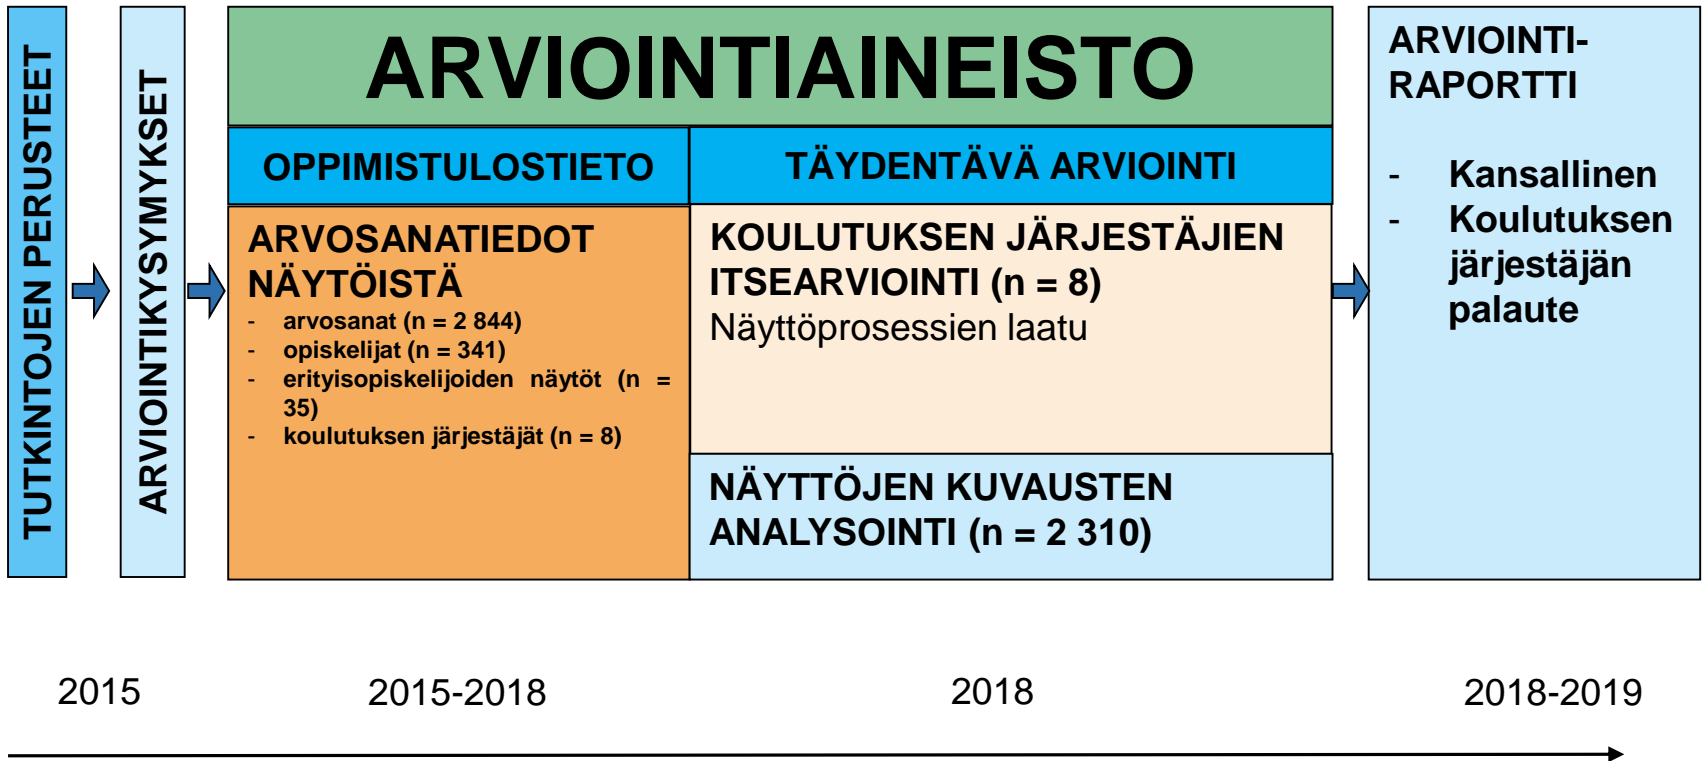 TUTKINTOJEN PERUSTEET
ARVIOINTIKYSYMYKSET
ARVIOINTIAINEISTO
OPPIMISTULOSTIETO
ARVOSANATIEDOT
NÄYTÖISTÄ
- arvosanat (n = 2 844)
- opiskelijat (n = 341)
- erityisopiskelijoiden näytöt (n =
35)
- koulutuksen järjestäjät (n = 8)
TÄYDENTÄVÄ ARVIOINTI
KOULUTUKSEN JÄRJESTÄJIEN
ITSEARVIOINTI (n = 8)
Näyttöprosessien laatu
NÄYTTÖJEN KUVAUSTEN
ANALYSOINTI (n = 2 310)
ARVIOINTI-
RAPORTTI
- Kansallinen
- Koulutuksen
järjestäjän
palaute
2015
2015-2018
2018
2018-2019